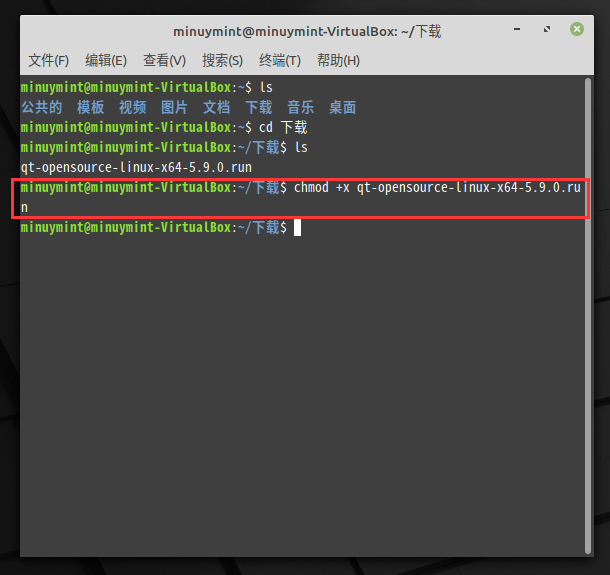 minuymint@minuymint-VirtualBox: ~/下载
文件(F) 编辑(E) 查看(V) 搜索(S) 终端(T) 帮助(H)
minuymint@minuymint-VirtualBox:~$ ls
公共的 模板 视频 图片 文档 下载 音乐 桌面
minuymint@minuymint-VirtualBox:~$ cd 下载
minuymint@minuymint-VirtualBox:~/下载$ ls
qt-opensource-linux-x64-5.9.0.run
minuymint@minuymint-VirtualBox:~/下载$ chmod +x qt-opensource-linux-x64-5.9.0.ru
n
minuymint@minuymint-VirtualBox:~/下载$